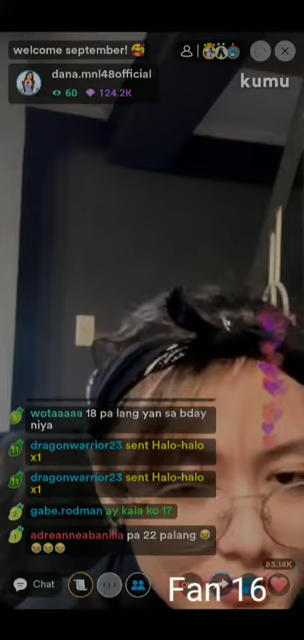 welcome september! 🥰
dana.mnl48official
60 124.2K
kumu
wotaaaaa 18 pa lang yan sa bday
niya
dragonwarrior23 sent Halo-halo
x1
dragonwarrior23 sent Halo-halo
x1
gabe.rodman ay kaia ko 17
adreanneabanilla pa 22 palang 😂
😂😂😂
83.14K
Chat
Fan 16